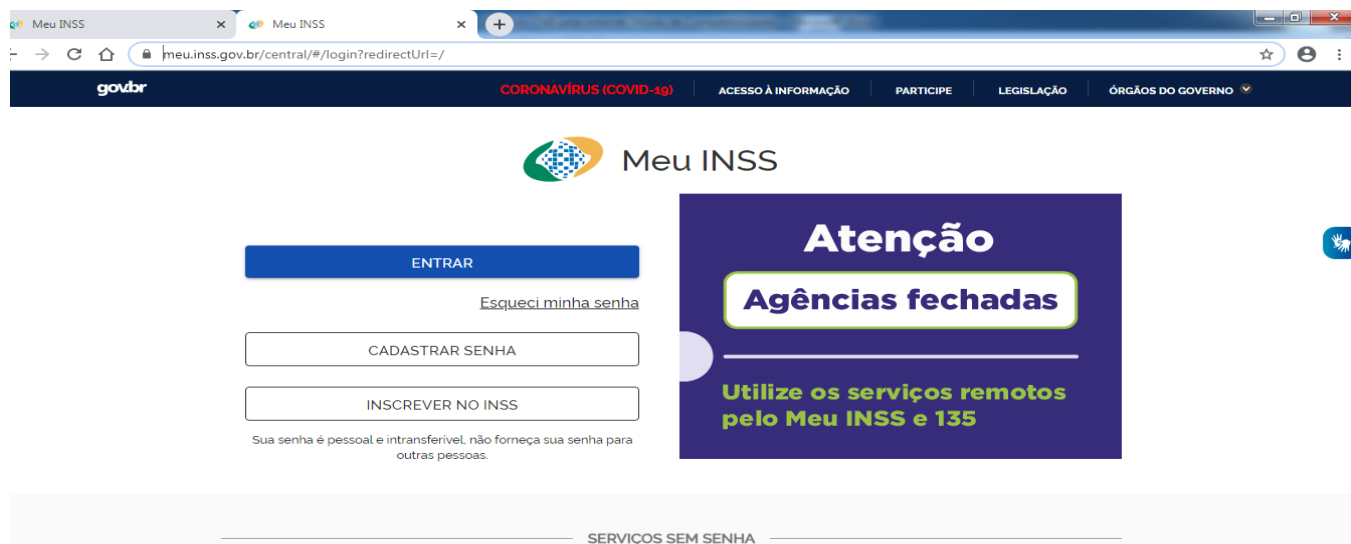 Meu INSS
Meu INSS
meu.inss.gov.br/central/#/login?redirectUrl=/
gov.br
CORONAVÍRUS (COVID-19)
ACESSO À INFORMAÇÃO
PARTICIPE
LEGISLAÇÃO
ÓRGÃOS DO GOVERNO
Meu INSS
ENTRAR
Esqueci minha senha
CADASTRAR SENHA
INSCREVER NO INSS
Sua senha é pessoal e intransferível, não forneça sua senha para
outras pessoas.
Atenção
Agências fechadas
Utilize os serviços remotos
pelo Meu INSS e 135
SERVIÇOS SEM SENHA